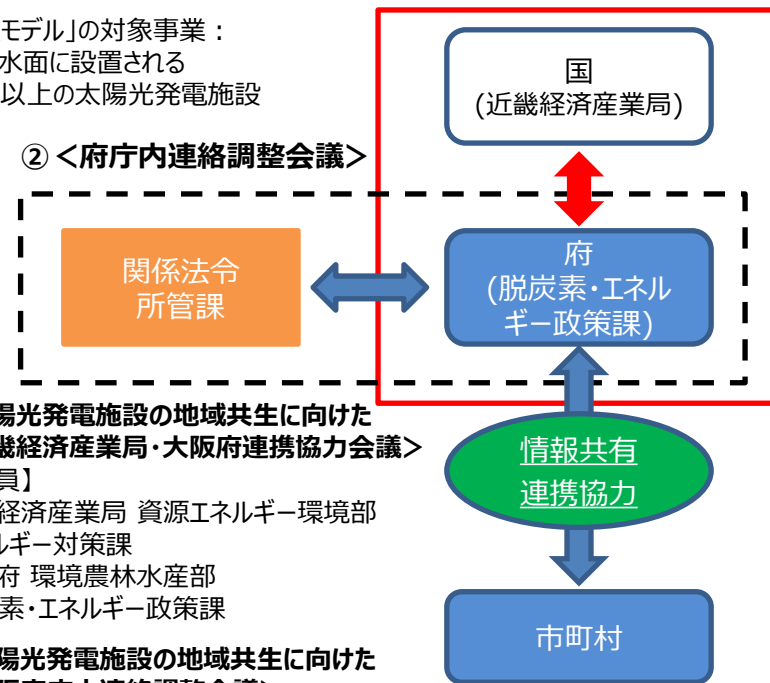 モデル」の対象事業：
水面に設置される
以上の太陽光発電施設
②＜府庁内連絡調整会議＞
国
(近畿経済産業局)
関係法令
所管課
府
(脱炭素・エネル
ギー政策課)
陽光発電施設の地域共生に向けた
畿経済産業局・大阪府連携協力会議＞
員】
経済産業局 資源エネルギー環境部
ルギー対策課
府 環境農林水産部
素・エネルギー政策課
情報共有
連携協力
市町村
陽光発電施設の地域共生に向けた